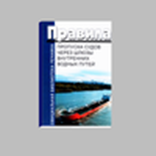 Правила
ПРОПУСКА СУДОВ
ЧЕРЕЗ ШЛЮЗЫ
ВНУТРЕННИХ
ВОДНЫХ ПУТЕЙ